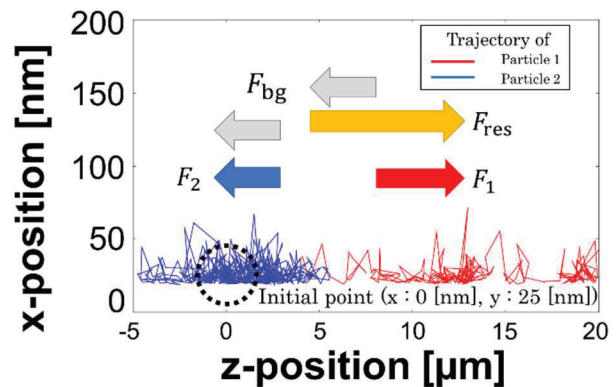 200
150
100
50
0
x-position [nm]
Trajectory of
Particle 1
Particle 2
F_bg
F_res
F_2
F_1
Initial point (x : 0 [nm], y : 25 [nm])
-5 0 5 10 15 20
z-position [μm]